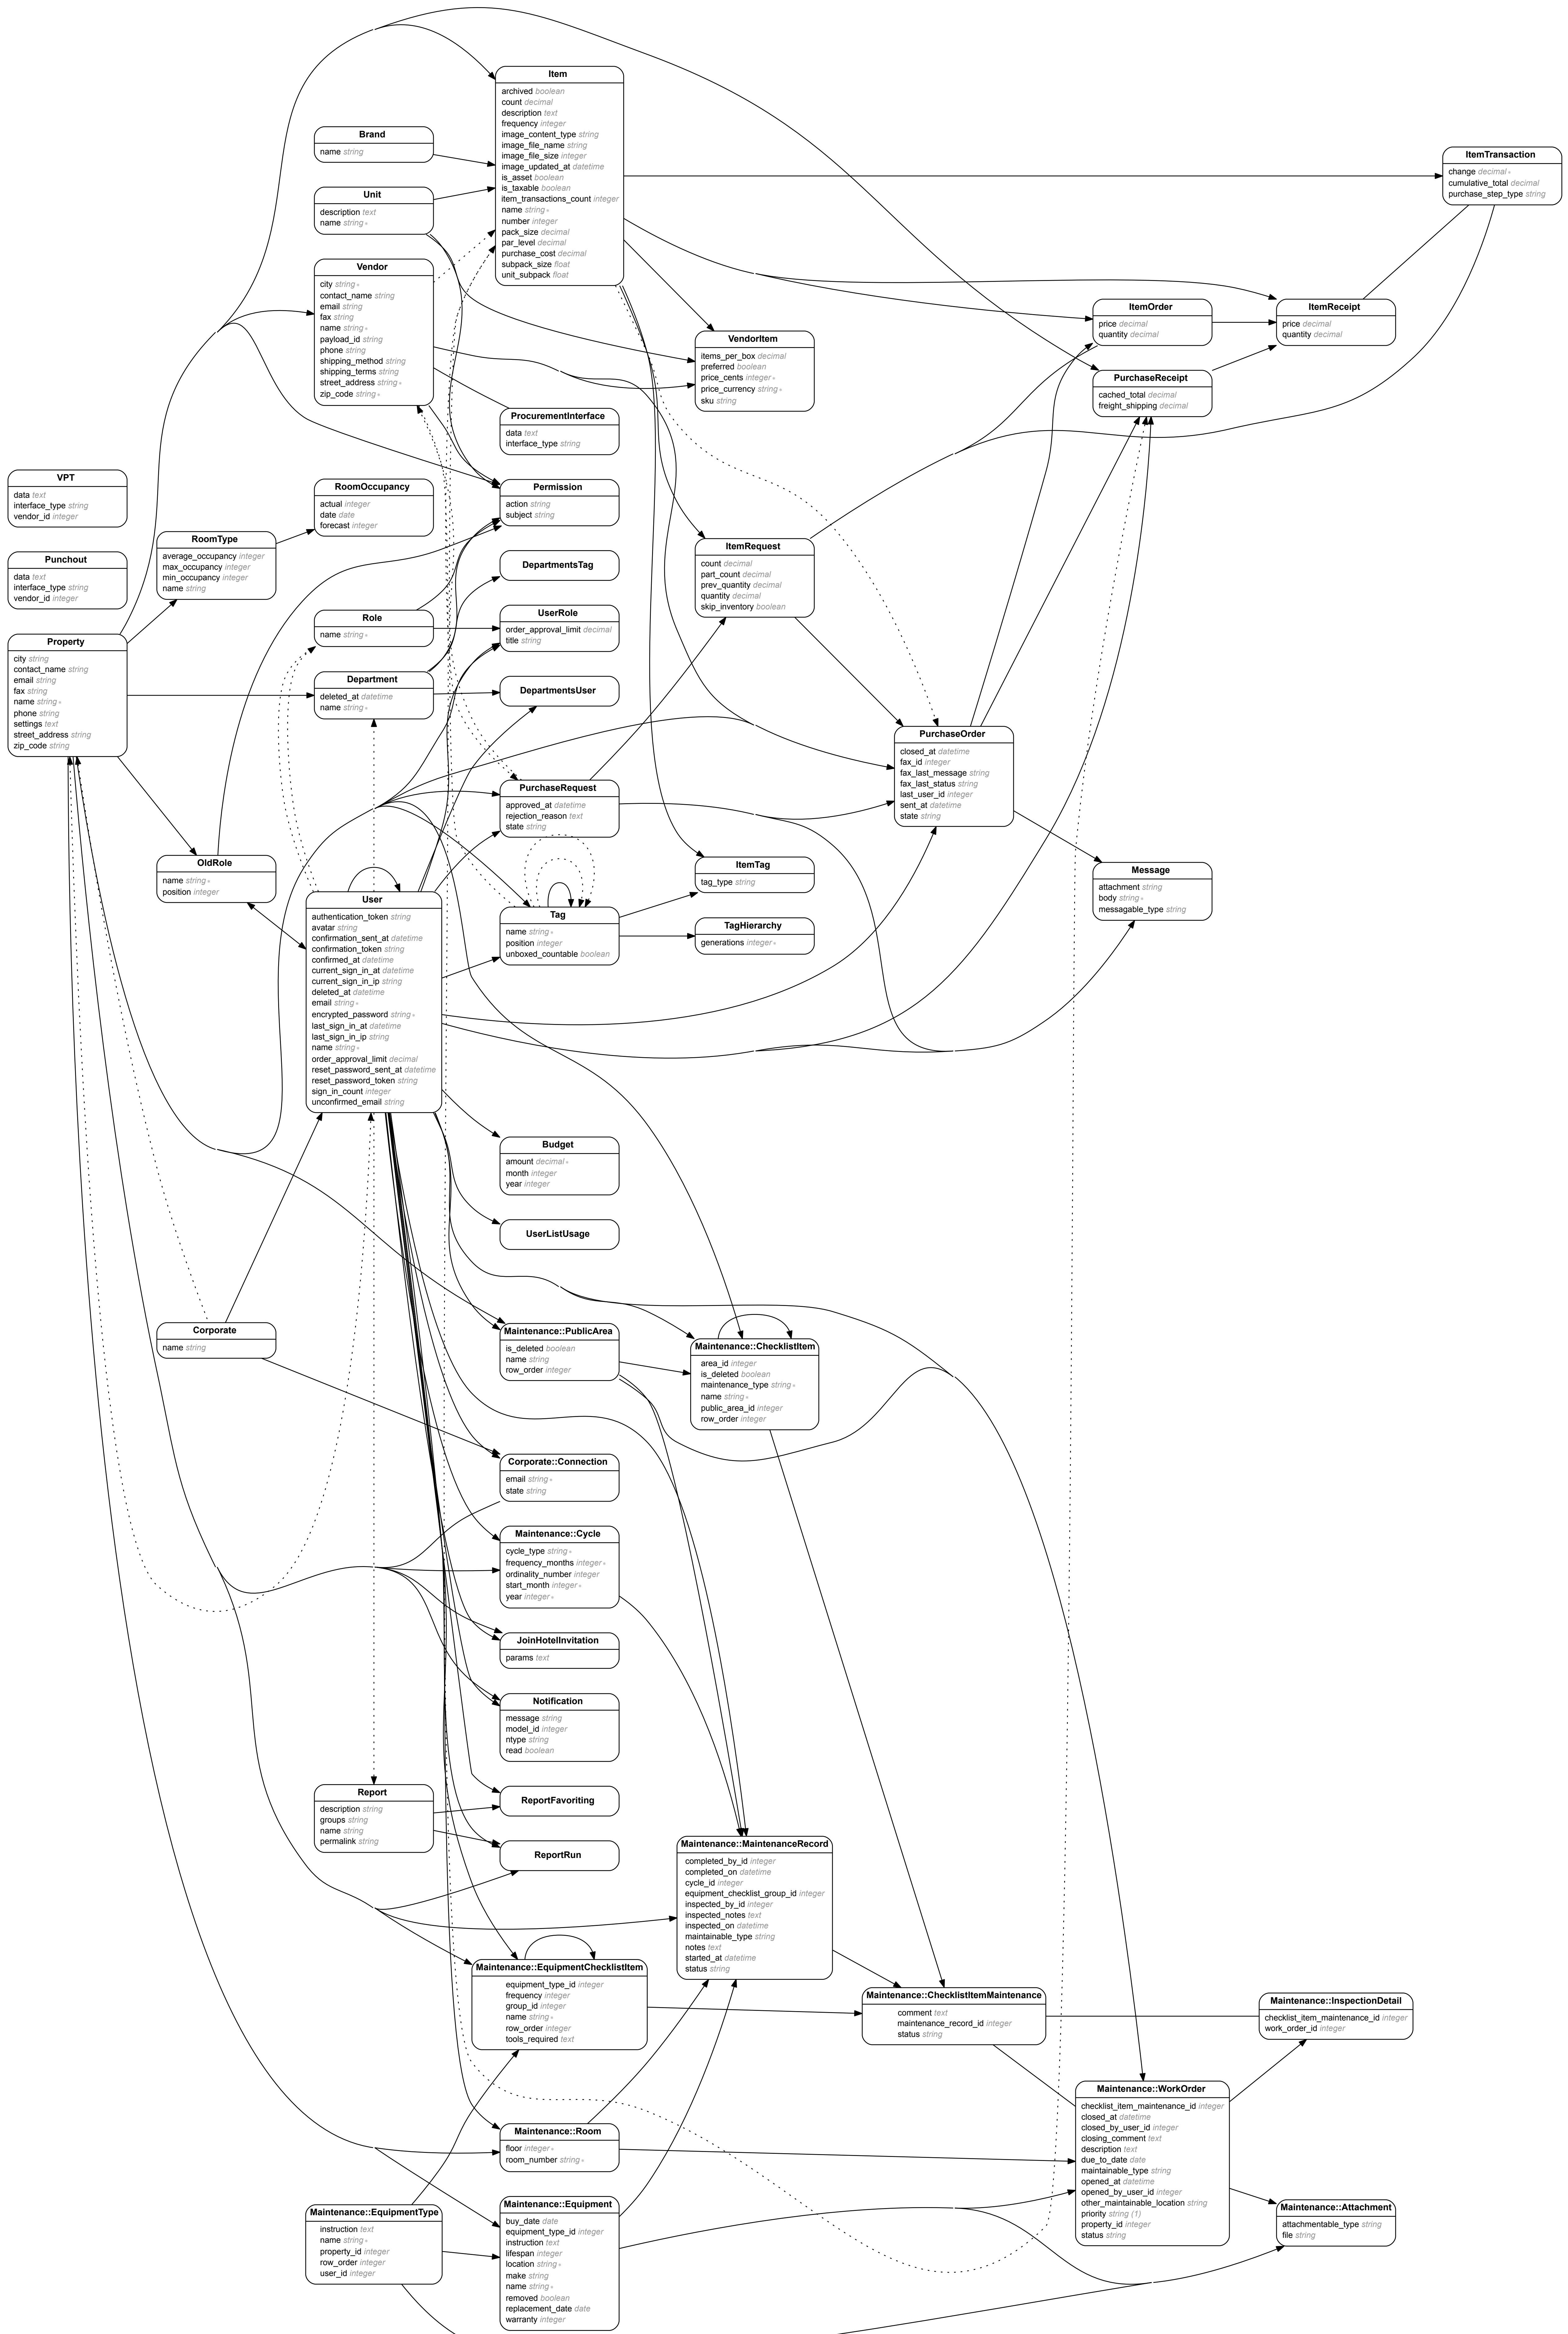 Item
archived boolean
count decimal
description text
frequency integer
image_content_type string
image_file_name string
image_file_size integer
image_updated_at datetime
is_asset boolean
is_taxable boolean
item_transactions_count integer
name string *
number integer
pack_size decimal
par_level decimal
purchase_cost decimal
subpack_size float
unit_subpack float
Brand
name string
Unit
description text
name string *
Vendor
city string *
contact_name string
email string
fax string
name string *
payload_id string
phone string
shipping_method string
shipping_terms string
street_address string *
zip_code string *
ItemTransaction
change decimal *
cumulative_total decimal
purchase_step_type string
ItemOrder
price decimal
quantity decimal
ItemReceipt
price decimal
quantity decimal
VendorItem
items_per_box decimal
preferred boolean
price_cents integer *
price_currency string *
sku string
PurchaseReceipt
cached_total decimal
freight_shipping decimal
ProcurementInterface
data text
interface_type string
VPT
data text
interface_type string
vendor_id integer
RoomOccupancy
actual integer
date date
forecast integer
Permission
action string
subject string
RoomType
average_occupancy integer
max_occupancy integer
min_occupancy integer
name string
Punchout
data text
interface_type string
vendor_id integer
DepartmentsTag
ItemRequest
count decimal
part_count decimal
prev_quantity decimal
quantity decimal
skip_inventory boolean
Role
name string *
UserRole
order_approval_limit decimal
title string
Property
city string
contact_name string
email string
fax string
name string *
phone string
settings text
street_address string
zip_code string
Department
deleted_at datetime
name string *
DepartmentsUser
PurchaseOrder
closed_at datetime
fax_id integer
fax_last_message string
fax_last_status string
last_user_id integer
sent_at datetime
state string
PurchaseRequest
approved_at datetime
rejection_reason text
state string
OldRole
name string *
position integer
ItemTag
tag_type string
Message
attachment string
body string *
messagable_type string
User
authentication_token string
avatar string
confirmation_sent_at datetime
confirmation_token string
confirmed_at datetime
current_sign_in_at datetime
current_sign_in_ip string
deleted_at datetime
email string *
encrypted_password string *
last_sign_in_at datetime
last_sign_in_ip string
name string *
order_approval_limit decimal
reset_password_sent_at datetime
reset_password_token string
sign_in_count integer
unconfirmed_email string
Tag
name string *
position integer
unboxed_countable boolean
TagHierarchy
generations integer *
Budget
amount decimal *
month integer
year integer
UserListUsage
Corporate
name string
Maintenance::PublicArea
is_deleted boolean
name string
row_order integer
Maintenance::ChecklistItem
area_id integer
is_deleted boolean
maintenance_type string *
name string *
public_area_id integer
row_order integer
Corporate::Connection
email string *
state string
Maintenance::Cycle
cycle_type string *
frequency_months integer *
ordinality_number integer
start_month integer *
year integer *
JoinHotelInvitation
params text
Notification
message string
model_id integer
ntype string
read boolean
Report
description string
groups string
name string
permalink string
ReportFavoriting
ReportRun
Maintenance::MaintenanceRecord
completed_by_id integer
completed_on datetime
cycle_id integer
equipment_checklist_group_id integer
inspected_by_id integer
inspected_notes text
inspected_on datetime
maintainable_type string
notes text
started_at datetime
status string
Maintenance::EquipmentChecklistItem
equipment_type_id integer
frequency integer
group_id integer
name string *
row_order integer
tools_required text
Maintenance::ChecklistItemMaintenance
comment text
maintenance_record_id integer
status string
Maintenance::InspectionDetail
checklist_item_maintenance_id integer
work_order_id integer
Maintenance::WorkOrder
checklist_item_maintenance_id integer
closed_at datetime
closed_by_user_id integer
closing_comment text
description text
due_to_date date
maintainable_type string
opened_at datetime
opened_by_user_id integer
other_maintainable_location string
priority string (1)
property_id integer
status string
Maintenance::Room
floor integer *
room_number string *
Maintenance::EquipmentType
instruction text
name string *
property_id integer
row_order integer
user_id integer
Maintenance::Equipment
buy_date date
equipment_type_id integer
instruction text
lifespan integer
location string *
make string
name string *
removed boolean
replacement_date date
warranty integer
Maintenance::Attachment
attachmentable_type string
file string